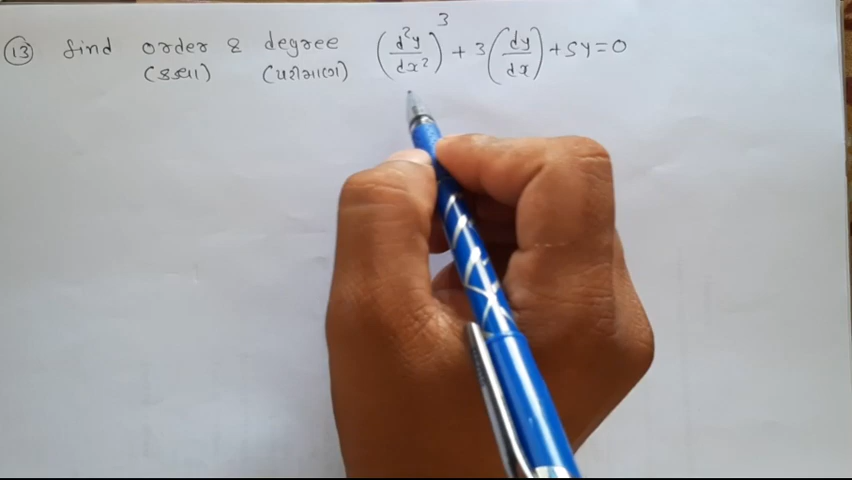 (13) find order & degree (d²y/dx²)³ + 3(dy/dx) + 5y = 0
(કક્ષા) (પરિમાણ)